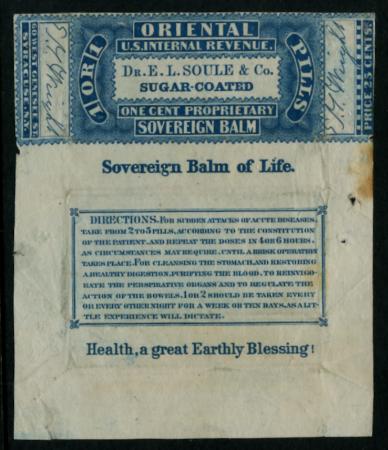 ORIENTAL
U.S. INTERNAL REVENUE.
1 OR 1
PILLS
DR. E. L. SOULE & Co.
SUGAR-COATED
ONE CENT PROPRIETARY
SOVEREIGN BALM
PRICE 25 CENTS.
Sovereign Balm of Life.
DIRECTIONS. FOR SUDDEN ATTACKS OF ACUTE DISEASES,
TAKE FROM 2 TO 5 PILLS, ACCORDING TO THE CONSTITUTION
OF THE PATIENT, AND REPEAT THE DOSES IN 4 OR 6 HOURS,
AS CIRCUMSTANCES MAY REQUIRE, UNTIL A BRISK OPERATION
TAKES PLACE. FOR CLEANSING THE STOMACH, AND RESTORING
A HEALTHY DIGESTION, PURIFYING THE BLOOD, TO REINVIGO-
RATE THE PERSPIRATIVE ORGANS AND TO REGULATE THE
ACTION OF THE BOWELS, 1 OR 2 SHOULD BE TAKEN EVERY
OR EVERY OTHER NIGHT FOR A WEEK OR TEN DAYS, AS A LIT-
TLE EXPERIENCE WILL DICTATE.
Health, a great Earthly Blessing!